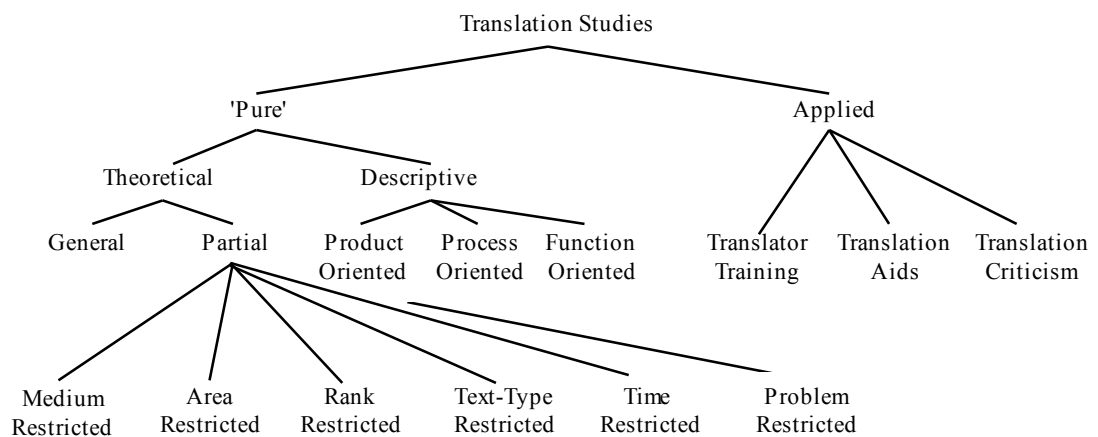 Translation Studies
'Pure' Applied
Theoretical Descriptive
General Partial Product Process Function Translator Translation Translation
Oriented Oriented Oriented Training Aids Criticism
Medium Area Rank Text-Type Time Problem
Restricted Restricted Restricted Restricted Restricted Restricted